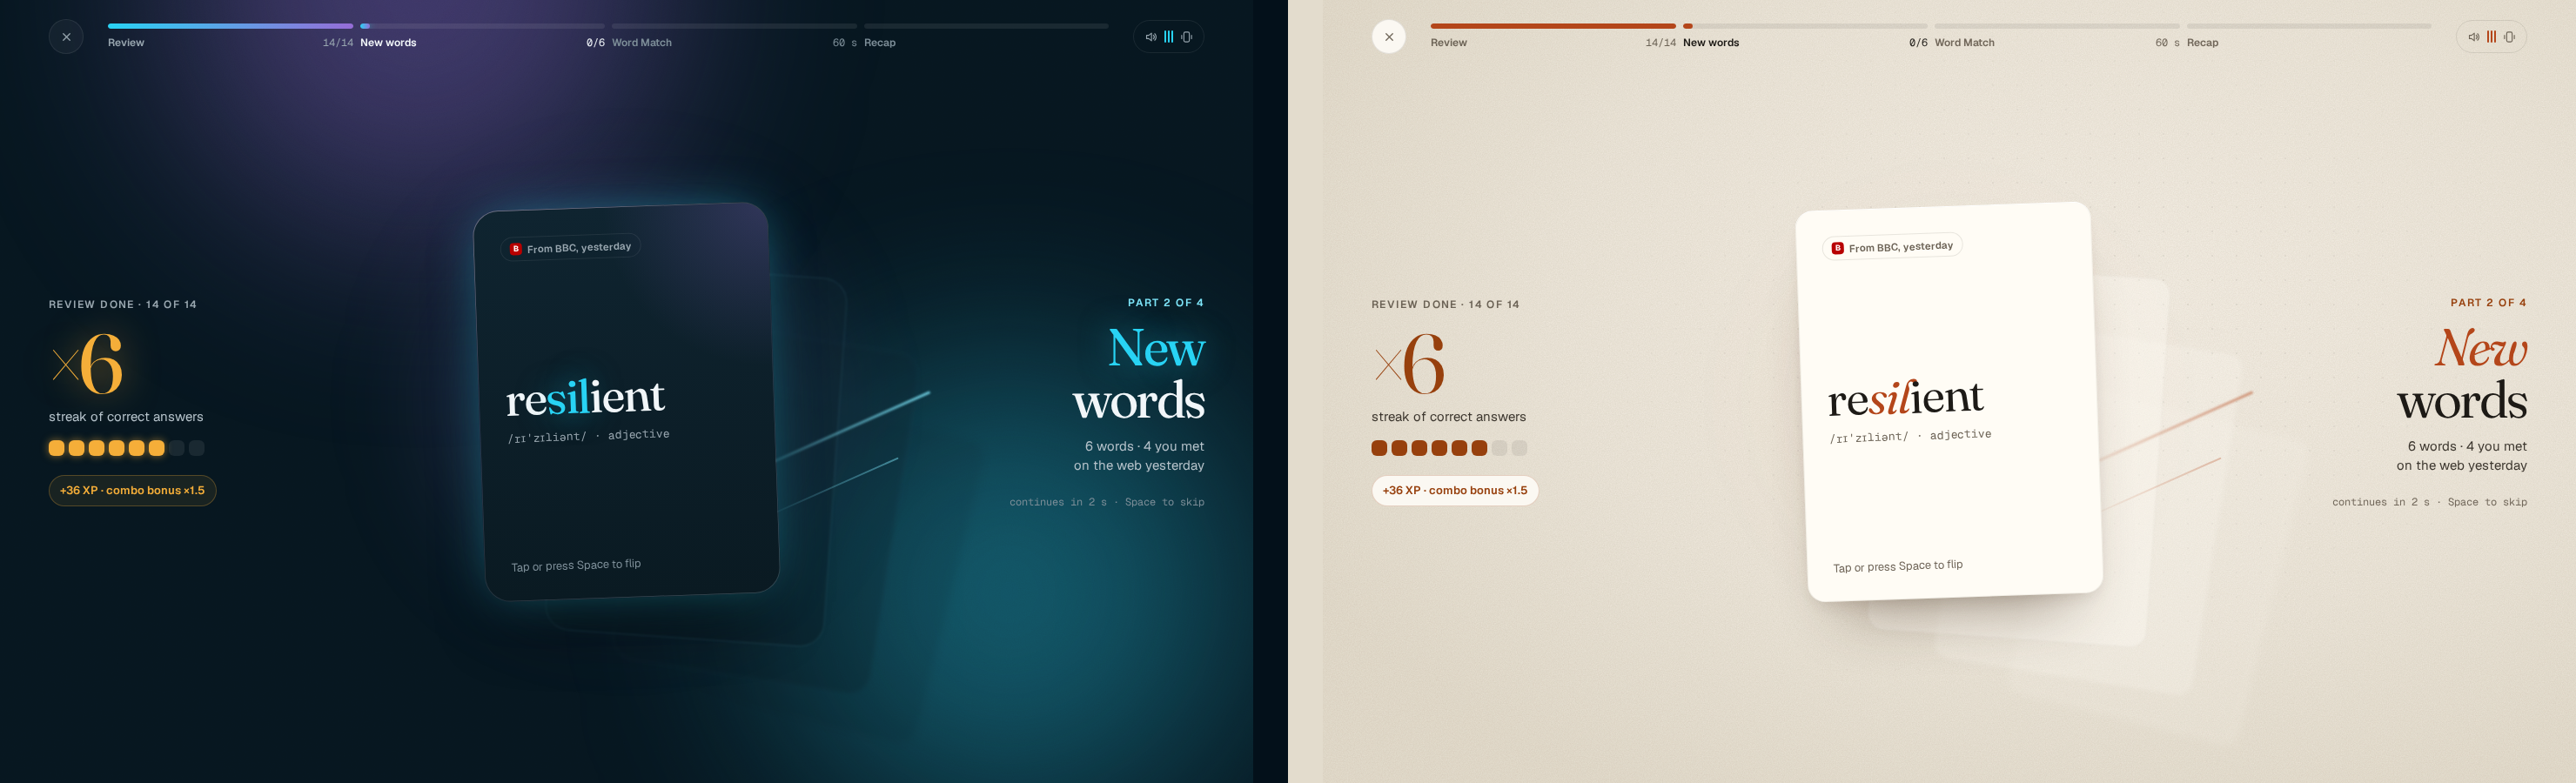 Review 14/14 New words 0/6 Word Match 60 s Recap
B From BBC, yesterday
REVIEW DONE · 14 OF 14
×6
streak of correct answers
+36 XP · combo bonus ×1.5
resilient
/rɪˈzɪliənt/ · adjective
Tap or press Space to flip
PART 2 OF 4
New
words
6 words · 4 you met
on the web yesterday
continues in 2 s · Space to skip
Review 14/14 New words 0/6 Word Match 60 s Recap
B From BBC, yesterday
REVIEW DONE · 14 OF 14
×6
streak of correct answers
+36 XP · combo bonus ×1.5
resilient
/rɪˈzɪliənt/ · adjective
Tap or press Space to flip
PART 2 OF 4
New
words
6 words · 4 you met
on the web yesterday
continues in 2 s · Space to skip